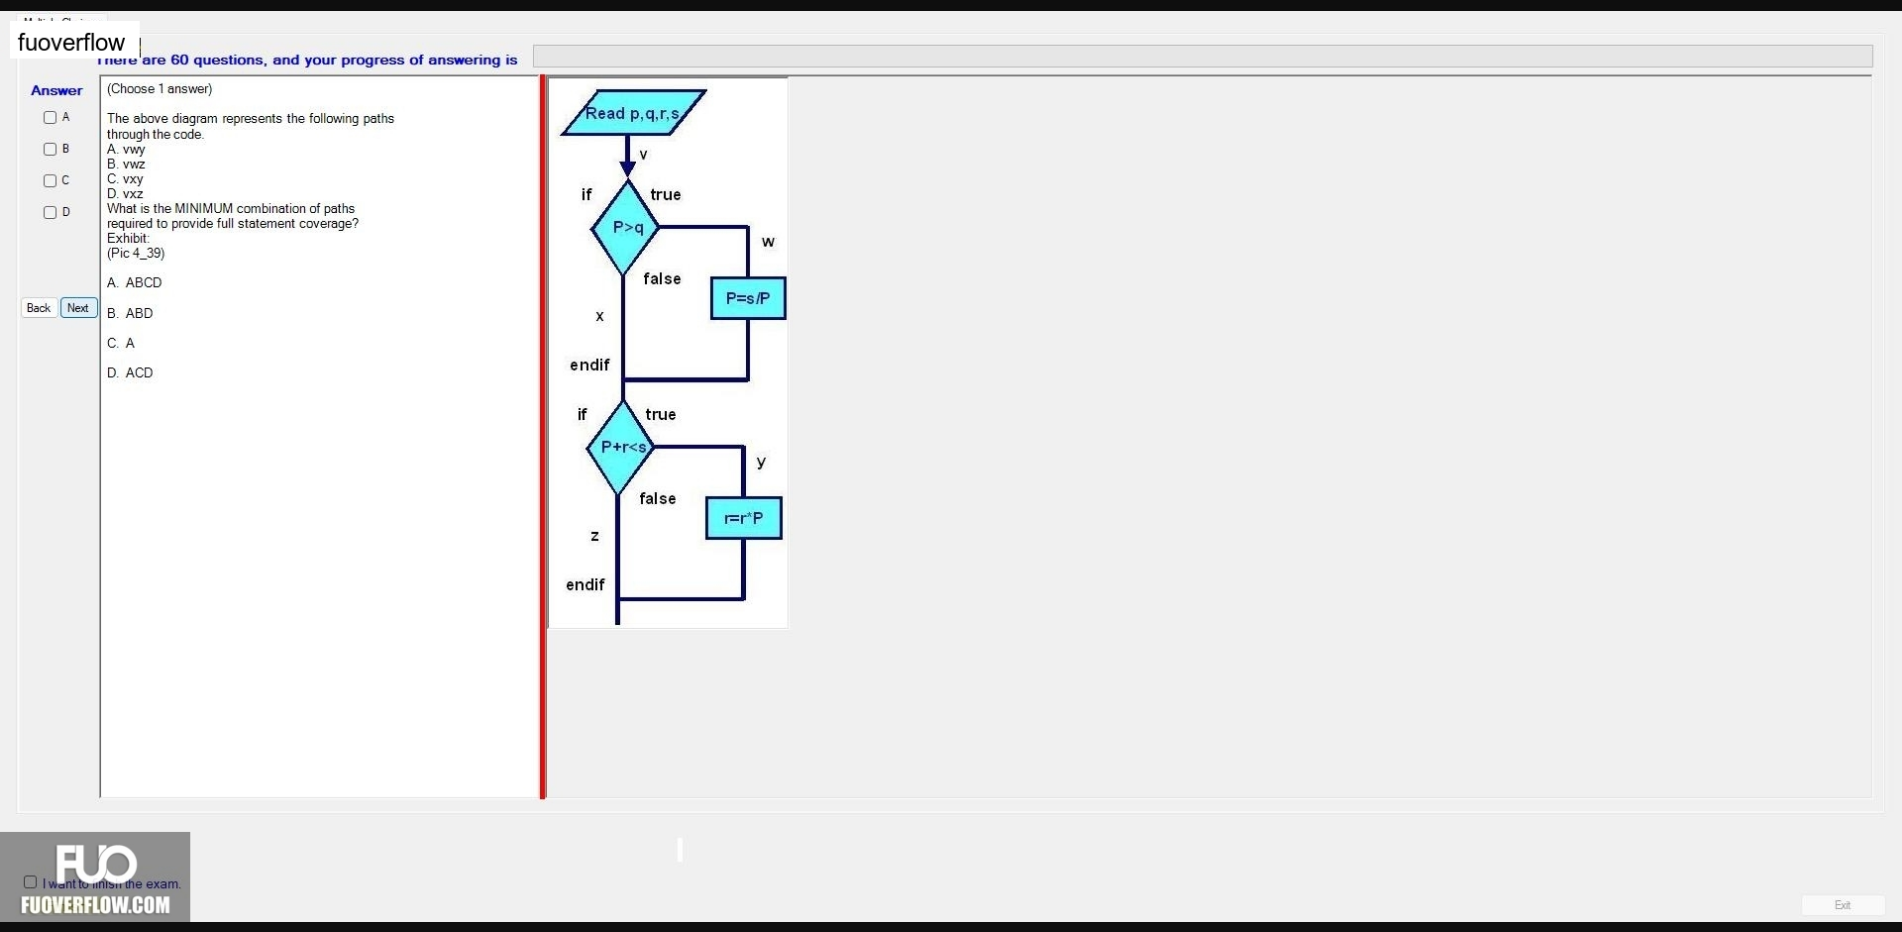 fuoverflow
There are 60 questions, and your progress of answering is
Answer
A
B
C
D
Back
Next
(Choose 1 answer)
The above diagram represents the following paths
through the code.
A. vwy
B. vwz
C. vxy
D. vxz
What is the MINIMUM combination of paths
required to provide full statement coverage?
Exhibit:
(Pic 4_39)
A. ABCD
B. ABD
C. A
D. ACD
Read p,q,r,s
v
if
true
P>q
w
false
P=s/P
x
endif
if
true
P+r<s
y
false
r=r*P
z
endif
FUO
I want to finish the exam.
FUOVERFLOW.COM
Exit